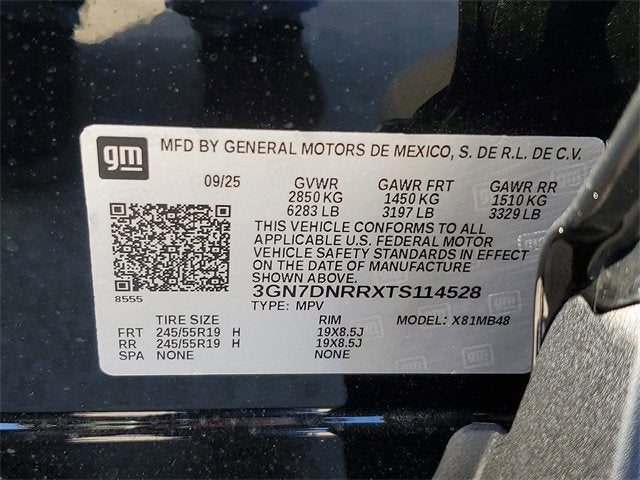 gm MFD BY GENERAL MOTORS DE MEXICO, S. DE R.L. DE C.V.
09/25 GVWR GAWR FRT GAWR RR
2850 KG 1450 KG 1510 KG
6283 LB 3197 LB 3329 LB
THIS VEHICLE CONFORMS TO ALL
APPLICABLE U.S. FEDERAL MOTOR
VEHICLE SAFETY STANDARDS IN EFFECT
ON THE DATE OF MANUFACTURE
SHOWN ABOVE.
8555 3GN7DNRRXTS114528
TYPE: MPV
TIRE SIZE RIM MODEL: X81MB48
FRT 245/55R19 H 19X8.5J
RR 245/55R19 H 19X8.5J
SPA NONE NONE